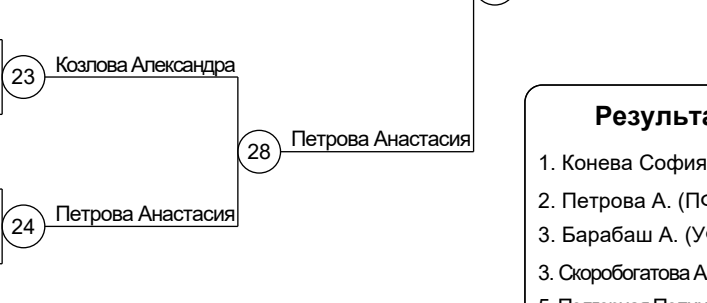 23
Козлова Александра
28
Петрова Анастасия
24
Петрова Анастасия
1. Конева София
2. Петрова А.
3. Барабаш А.
3. Скоробогатова А